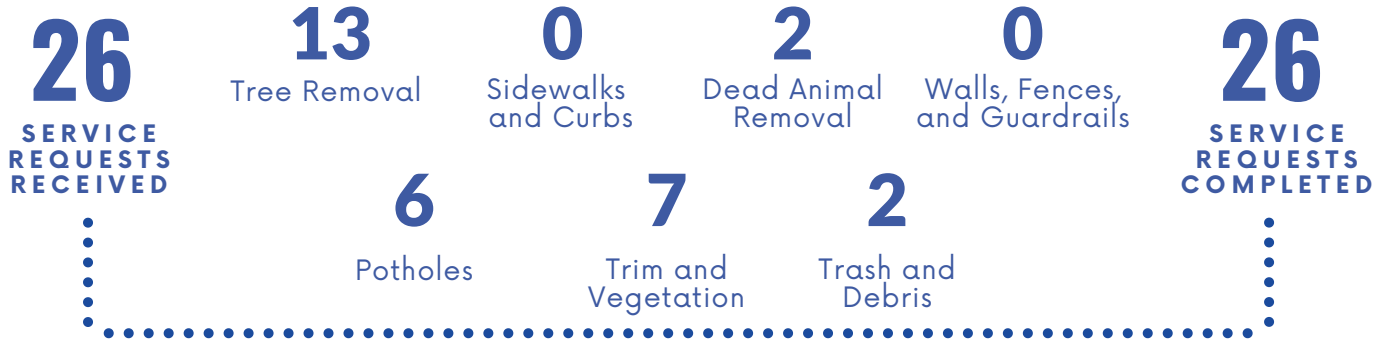 26
SERVICE
REQUESTS
RECEIVED
13
Tree Removal
0
Sidewalks
and Curbs
2
Dead Animal
Removal
0
Walls, Fences,
and Guardrails
6
Potholes
7
Trim and
Vegetation
2
Trash and
Debris
26
SERVICE
REQUESTS
COMPLETED